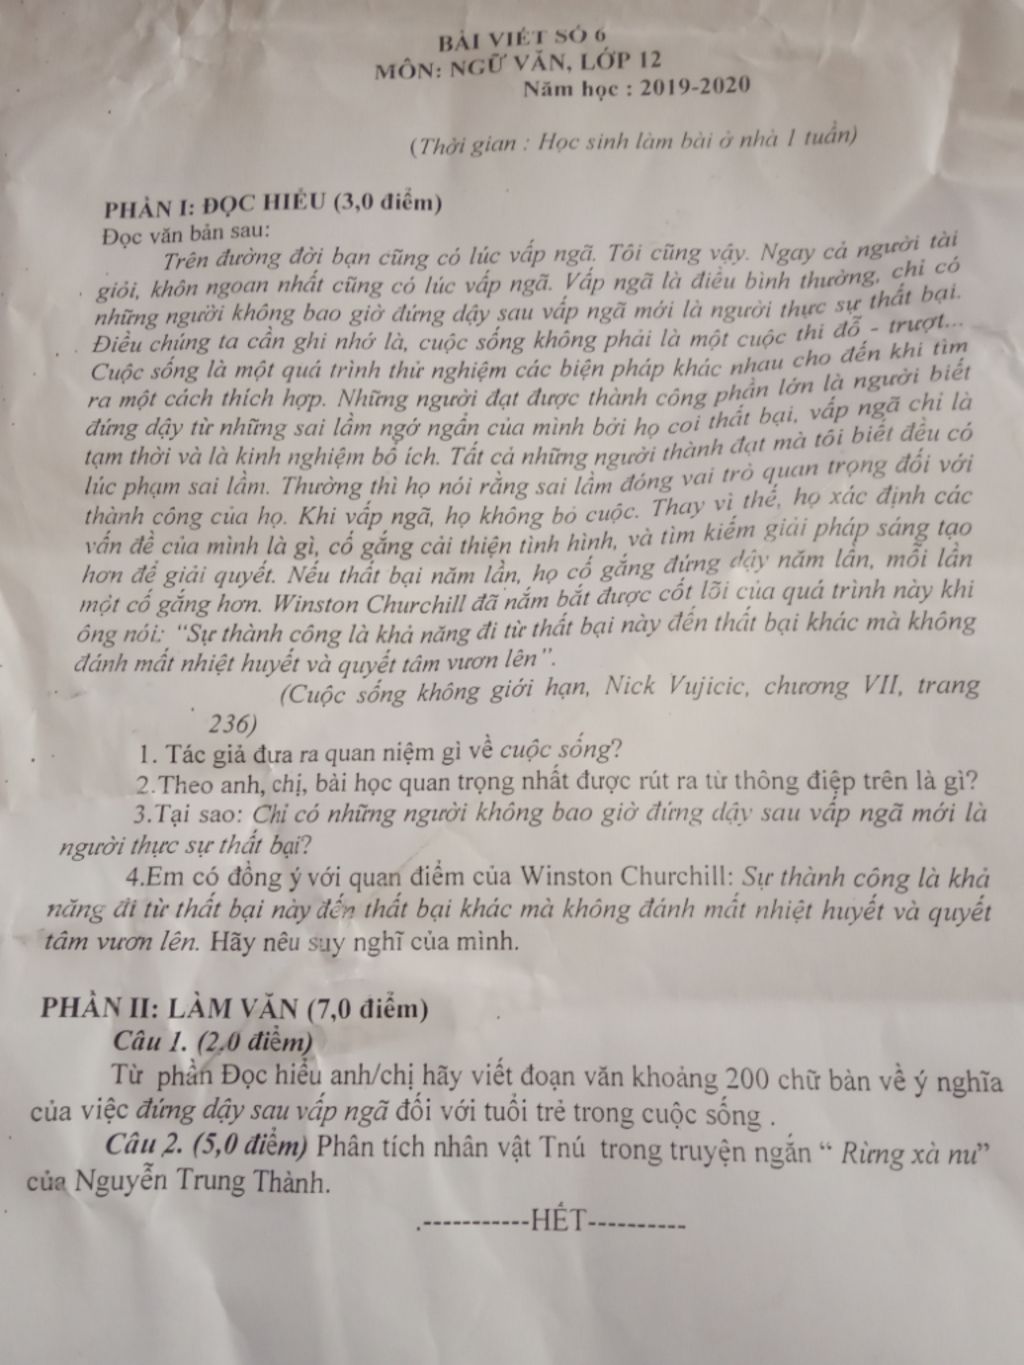 BÀI VIẾT SỐ 6
MÔN: NGỮ VĂN, LỚP 12
Năm học : 2019-2020
(Thời gian : Học sinh làm bài ở nhà 1 tuần)
PHẦN I: ĐỌC HIỂU (3,0 điểm)
Đọc văn bản sau:
Trên đường đời bạn cũng có lúc vấp ngã. Tôi cũng vậy. Ngay cả người tài
giỏi, khôn ngoan nhất cũng có lúc vấp ngã. Vấp ngã là điều bình thường, chỉ có
những người không bao giờ đứng dậy sau vấp ngã mới là người thực sự thất bại.
Điều chúng ta cần ghi nhớ là, cuộc sống không phải là một cuộc thi đỗ - trượt...
Cuộc sống là một quá trình thử nghiệm các biện pháp khác nhau cho đến khi tìm
ra một cách thích hợp. Những người đạt được thành công phần lớn là người biết
đứng dậy từ những sai lầm ngớ ngẩn của mình bởi họ coi thất bại, vấp ngã chỉ là
tạm thời và là kinh nghiệm bổ ích. Tất cả những người thành đạt mà tôi biết đều có
lúc phạm sai lầm. Thường thì họ nói rằng sai lầm đóng vai trò quan trọng đối với
thành công của họ. Khi vấp ngã, họ không bỏ cuộc. Thay vì thế, họ xác định các
vấn đề của mình là gì, cố gắng cải thiện tình hình, và tìm kiếm giải pháp sáng tạo
hơn để giải quyết. Nếu thất bại năm lần, họ cố gắng đứng dậy năm lần, mỗi lần
một cố gắng hơn. Winston Churchill đã nắm bắt được cốt lõi của quá trình này khi
ông nói: “Sự thành công là khả năng đi từ thất bại này đến thất bại khác mà không
đánh mất nhiệt huyết và quyết tâm vươn lên”.
(Cuộc sống không giới hạn, Nick Vujicic, chương VII, trang
236)
1. Tác giả đưa ra quan niệm gì về cuộc sống?
2.Theo anh, chị, bài học quan trọng nhất được rút ra từ thông điệp trên là gì?
3.Tại sao: Chỉ có những người không bao giờ đứng dậy sau vấp ngã mới là
người thực sự thất bại?
4.Em có đồng ý với quan điểm của Winston Churchill: Sự thành công là khả
năng đi từ thất bại này đến thất bại khác mà không đánh mất nhiệt huyết và quyết
tâm vươn lên. Hãy nêu suy nghĩ của mình.
PHẦN II: LÀM VĂN (7,0 điểm)
Câu 1. (2,0 điểm)
Từ phần Đọc hiểu anh/chị hãy viết đoạn văn khoảng 200 chữ bàn về ý nghĩa
của việc đứng dậy sau vấp ngã đối với tuổi trẻ trong cuộc sống .
Câu 2. (5,0 điểm) Phân tích nhân vật Tnú trong truyện ngắn “ Rừng xà nu”
của Nguyễn Trung Thành.
.-----------HẾT----------